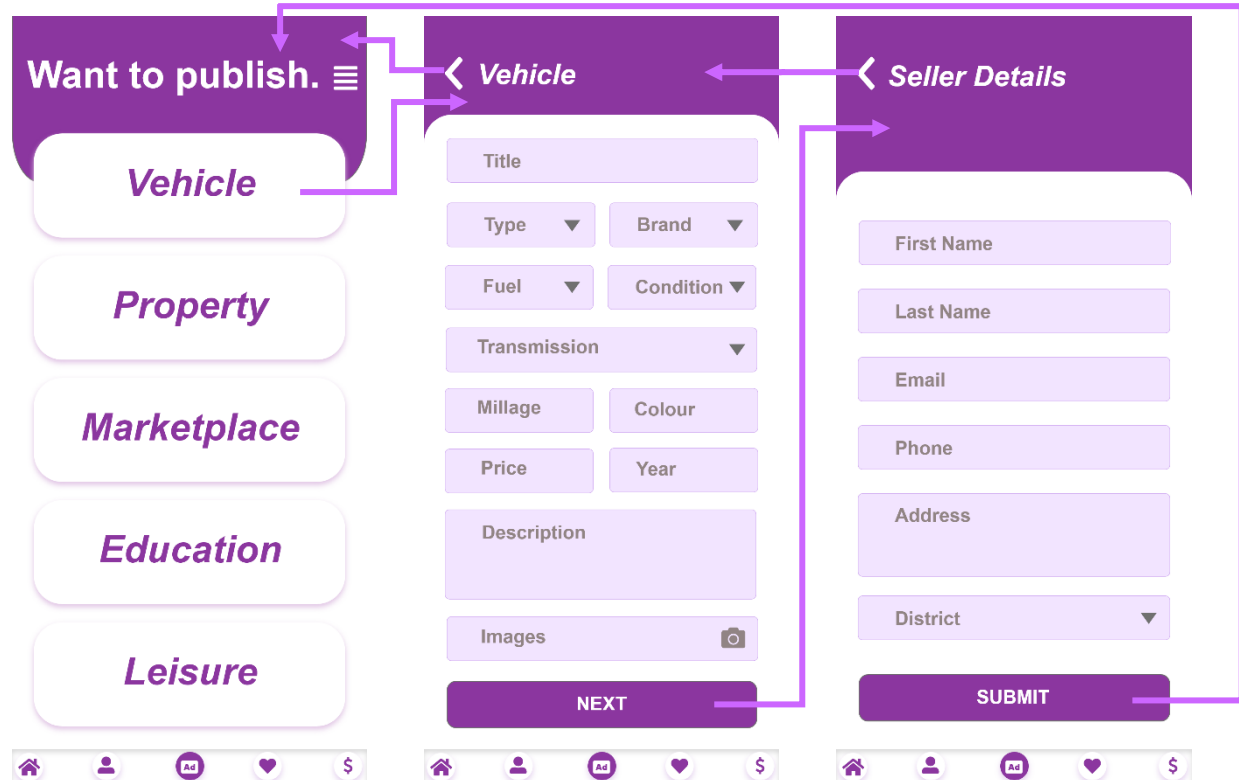 Want to publish.
Vehicle
Property
Marketplace
Education
Leisure
Ad
$
Vehicle
Title
Type Brand
Fuel Condition
Transmission
Millage Colour
Price Year
Description
Images
NEXT
Ad
$
Seller Details
First Name
Last Name
Email
Phone
Address
District
SUBMIT
Ad
$